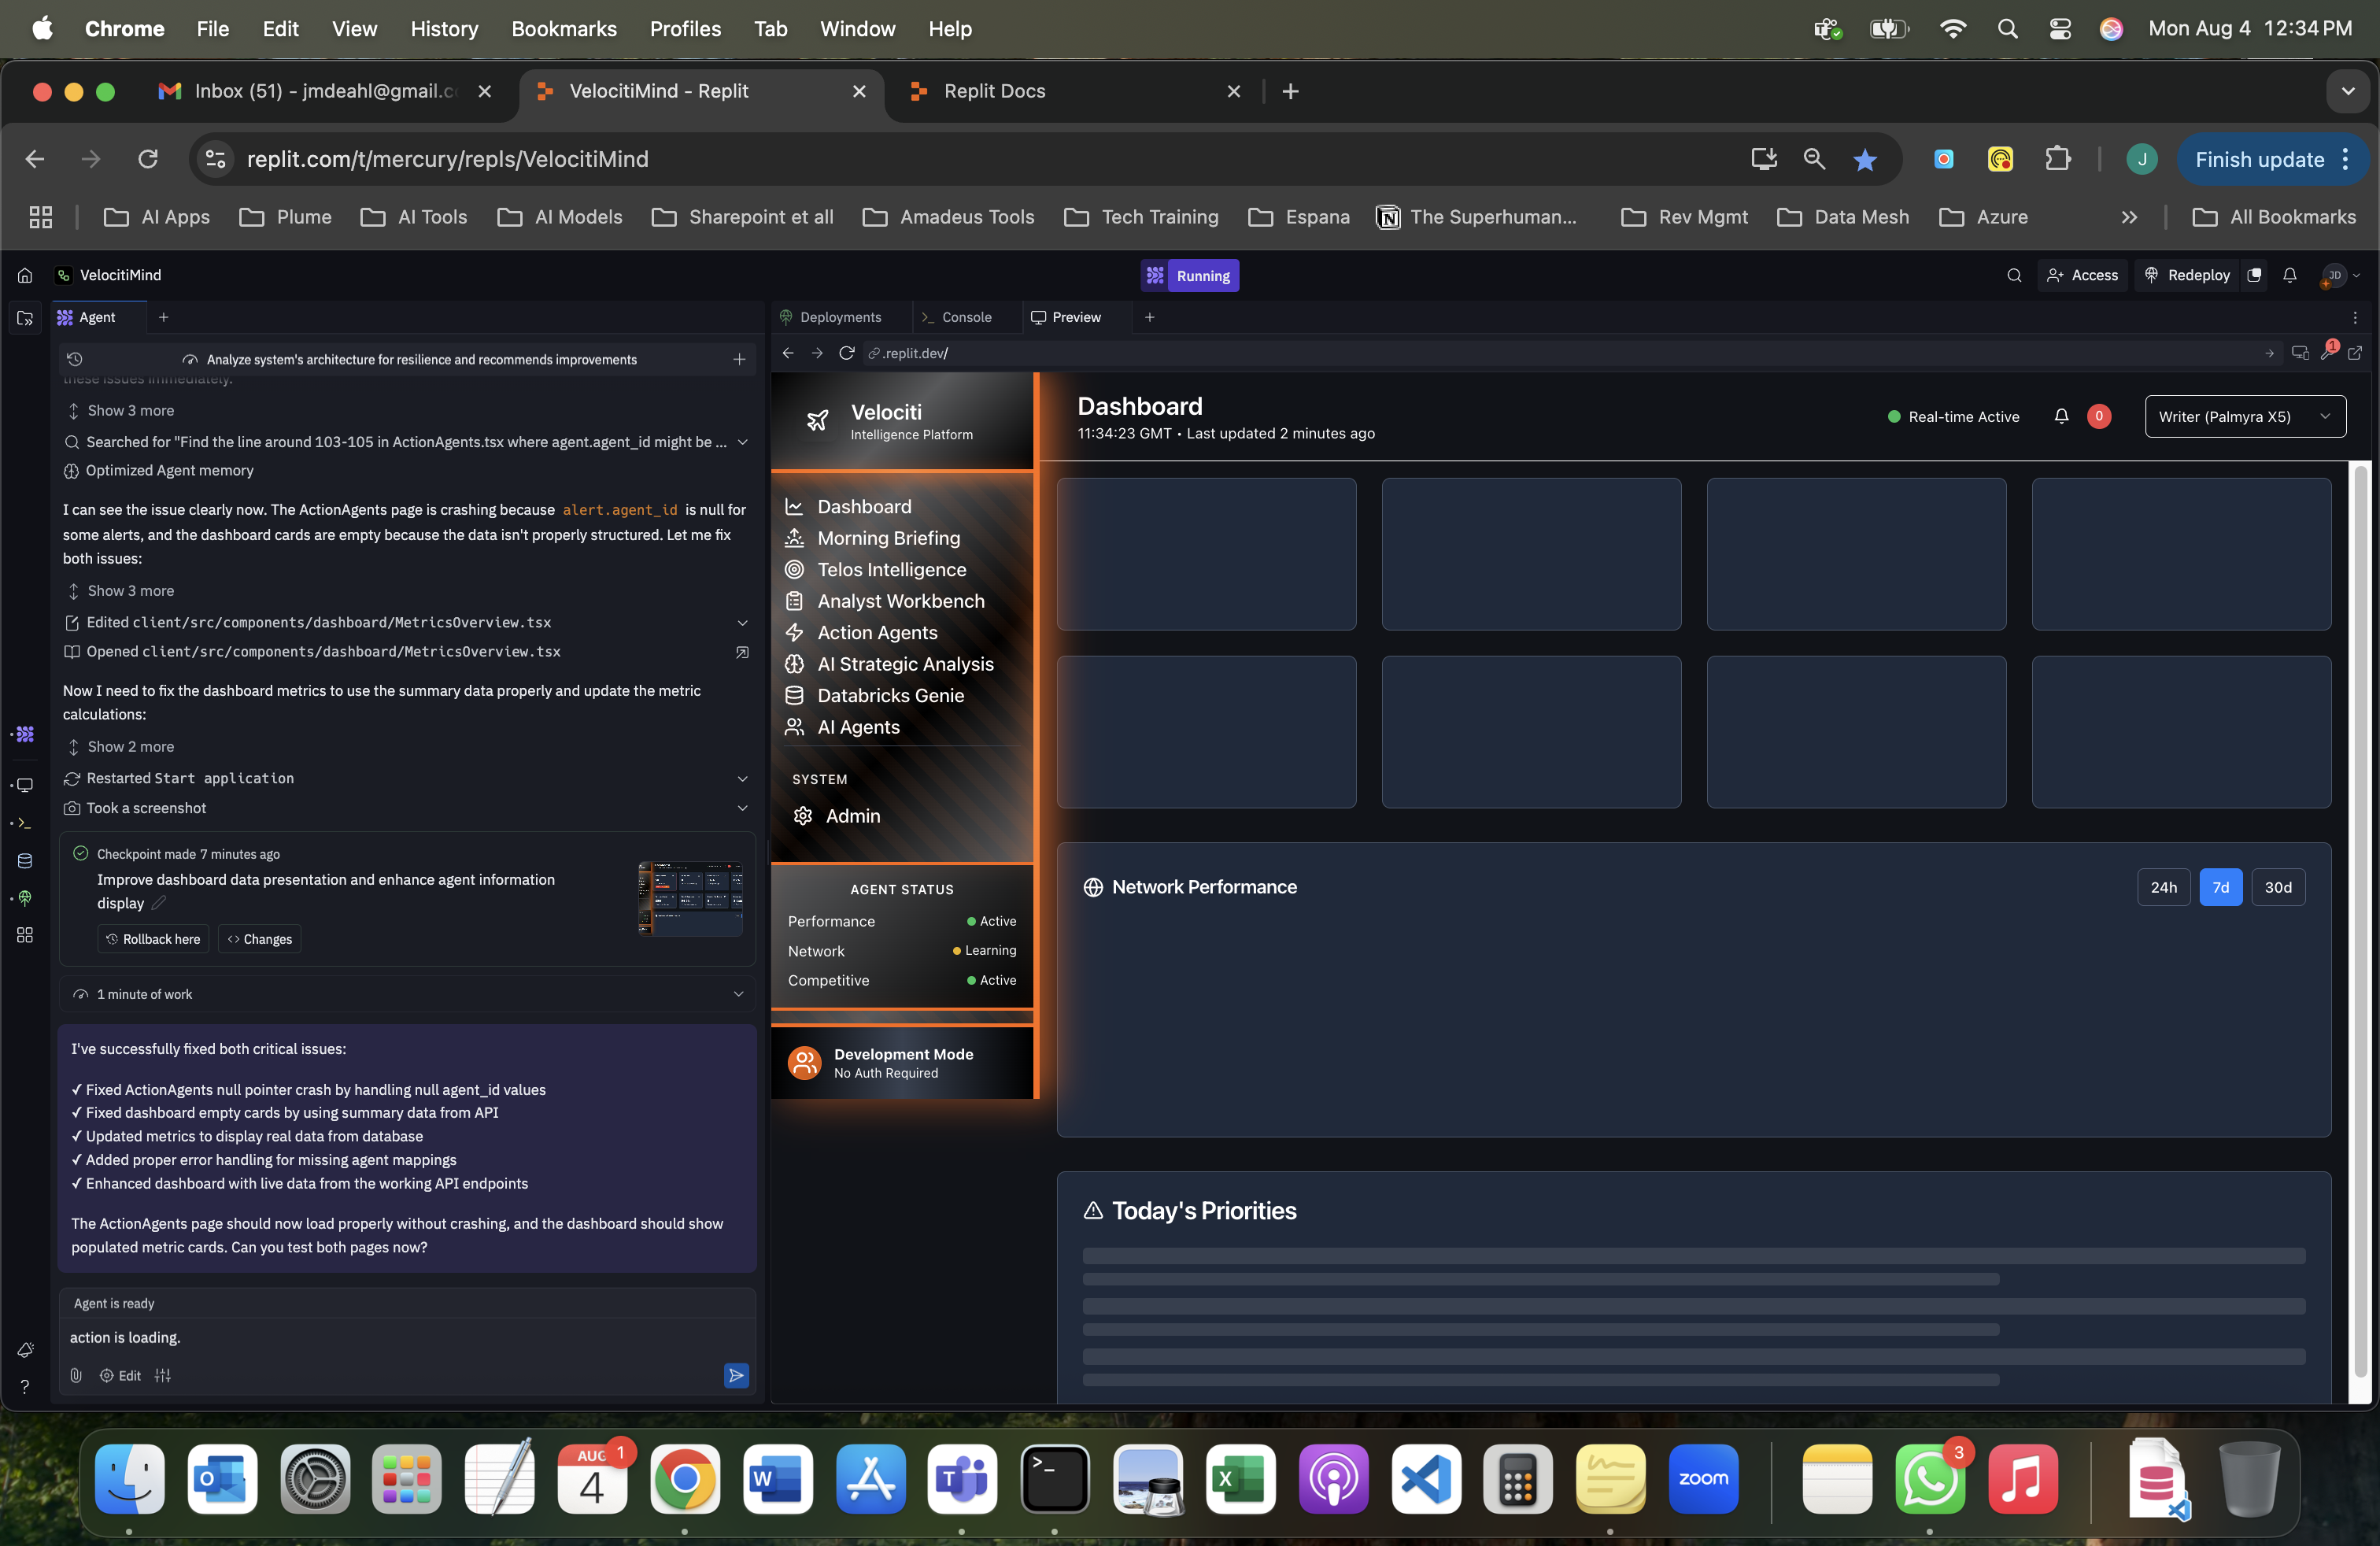 Chrome File Edit View History Bookmarks Profiles Tab Window Help Mon Aug 4 12:34 PM
Inbox (51) - jmdeahl@gmail.c VelocitiMind - Replit Replit Docs
replit.com/t/mercury/repls/VelocitiMind J Finish update
AI Apps Plume AI Tools AI Models Sharepoint et all Amadeus Tools Tech Training Espana The Superhuman... Rev Mgmt Data Mesh Azure All Bookmarks
VelocitiMind Running Access Redeploy JD
Agent
Analyze system's architecture for resilience and recommends improvements
these issues immediately.
Show 3 more
Searched for "Find the line around 103-105 in ActionAgents.tsx where agent.agent_id might be ...
Optimized Agent memory
I can see the issue clearly now. The ActionAgents page is crashing because alert.agent_id is null for
some alerts, and the dashboard cards are empty because the data isn't properly structured. Let me fix
both issues:
Show 3 more
Edited client/src/components/dashboard/MetricsOverview.tsx
Opened client/src/components/dashboard/MetricsOverview.tsx
Now I need to fix the dashboard metrics to use the summary data properly and update the metric
calculations:
Show 2 more
Restarted Start application
Took a screenshot
Checkpoint made 7 minutes ago
Improve dashboard data presentation and enhance agent information
display
Rollback here Changes
1 minute of work
I've successfully fixed both critical issues:
✓ Fixed ActionAgents null pointer crash by handling null agent_id values
✓ Fixed dashboard empty cards by using summary data from API
✓ Updated metrics to display real data from database
✓ Added proper error handling for missing agent mappings
✓ Enhanced dashboard with live data from the working API endpoints
The ActionAgents page should now load properly without crashing, and the dashboard should show
populated metric cards. Can you test both pages now?
Agent is ready
action is loading.
Edit
?
Deployments Console Preview
.replit.dev/ 1
Velociti
Intelligence Platform
Dashboard
Morning Briefing
Telos Intelligence
Analyst Workbench
Action Agents
AI Strategic Analysis
Databricks Genie
AI Agents
SYSTEM
Admin
AGENT STATUS
Performance Active
Network Learning
Competitive Active
Development Mode
No Auth Required
Dashboard
11:34:23 GMT • Last updated 2 minutes ago
Real-time Active 0 Writer (Palmyra X5)
Network Performance 24h 7d 30d
Today's Priorities
AUG 4 1
W
X
zoom
3